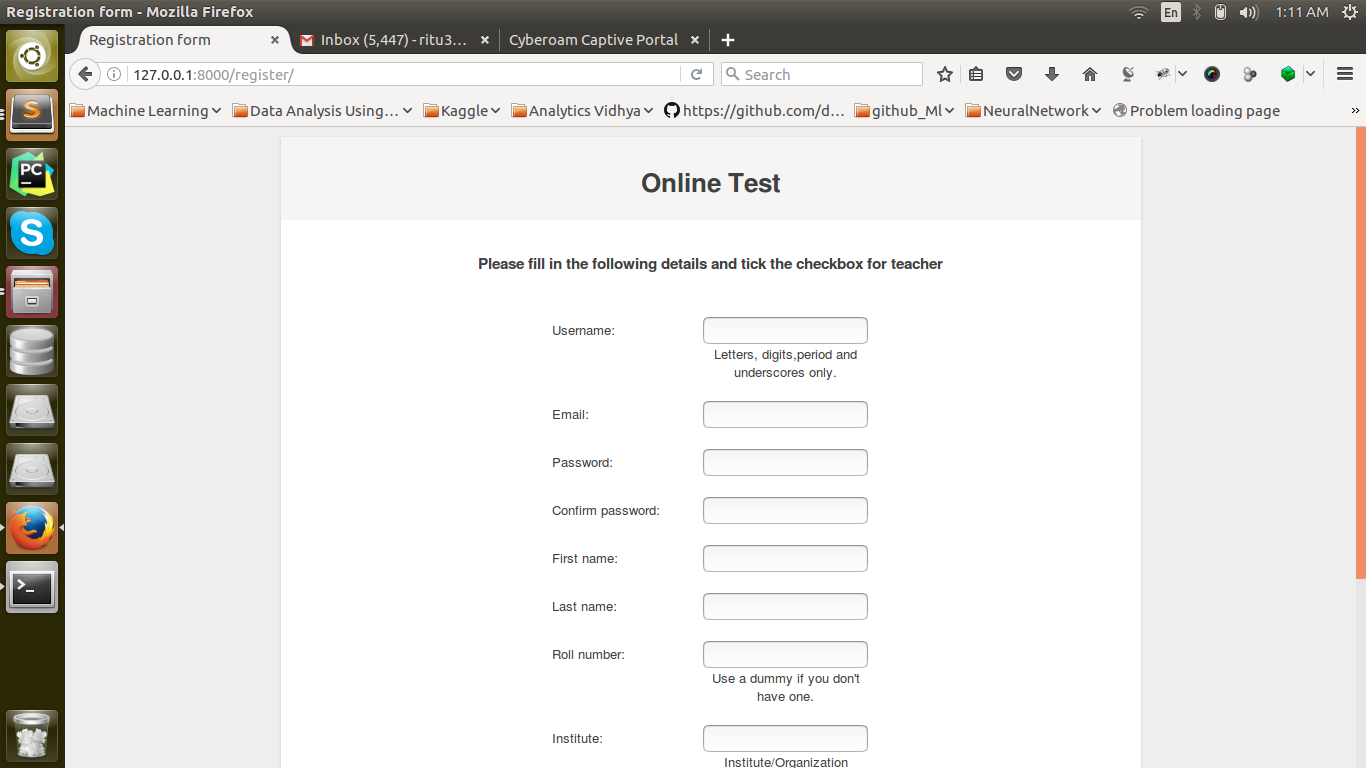 Registration form - Mozilla Firefox
En
1:11 AM
Registration form
Inbox (5,447) - ritu3...
Cyberoam Captive Portal
127.0.0.1:8000/register/
Search
Machine Learning
Data Analysis Using...
Kaggle
Analytics Vidhya
https://github.com/d...
github_Ml
NeuralNetwork
Problem loading page
»
S
PC
S
>_
Online Test
Please fill in the following details and tick the checkbox for teacher
Username:
Letters, digits,period and
underscores only.
Email:
Password:
Confirm password:
First name:
Last name:
Roll number:
Use a dummy if you don't
have one.
Institute:
Institute/Organization